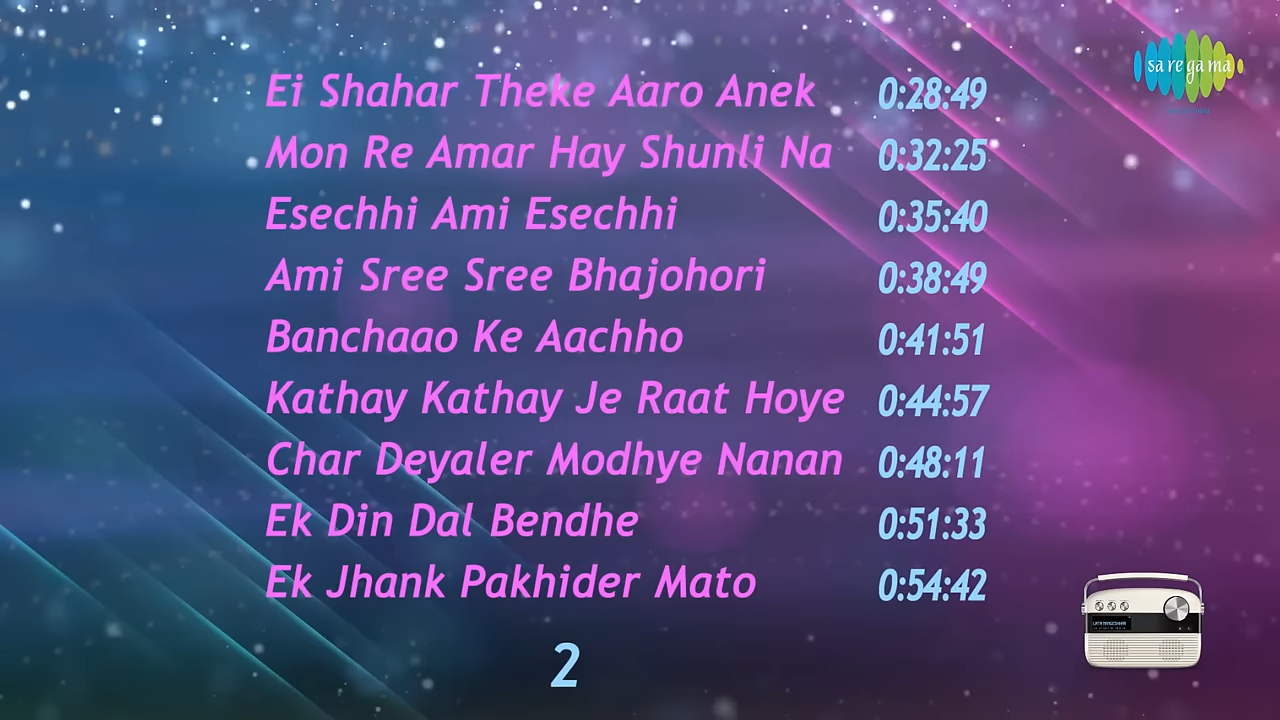 sa re ga ma
Ei Shahar Theke Aaro Anek 0:28:49
Mon Re Amar Hay Shunli Na 0:32:25
Esechhi Ami Esechhi 0:35:40
Ami Sree Sree Bhajohori 0:38:49
Banchaao Ke Aachho 0:41:51
Kathay Kathay Je Raat Hoye 0:44:57
Char Deyaler Modhye Nanan 0:48:11
Ek Din Dal Bendhe 0:51:33
Ek Jhank Pakhider Mato 0:54:42
LATA MANGESHKAR
2